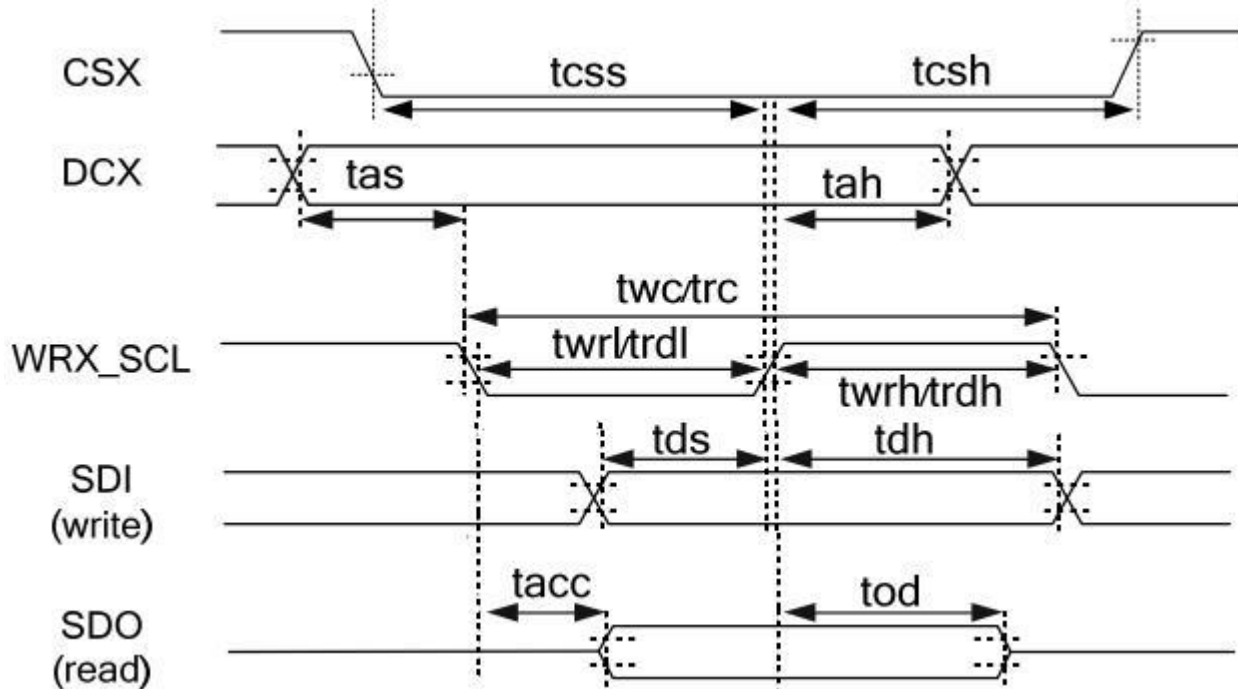 CSX
tcss
tcsh
DCX
tas
tah
twc/trc
WRX_SCL
twrl/trdl
twrh/trdh
tds
tdh
SDI
(write)
tacc
tod
SDO
(read)